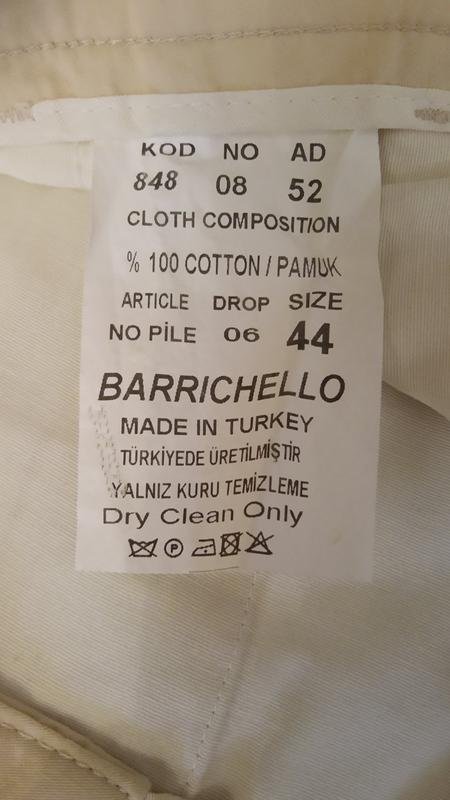 KOD NO AD
848 08 52
CLOTH COMPOSITION
% 100 COTTON / PAMUK
ARTICLE DROP SIZE
NO PİLE 06 44
BARRICHELLO
MADE IN TURKEY
TÜRKİYEDE ÜRETİLMİŞTİR
YALNIZ KURU TEMİZLEME
Dry Clean Only
P